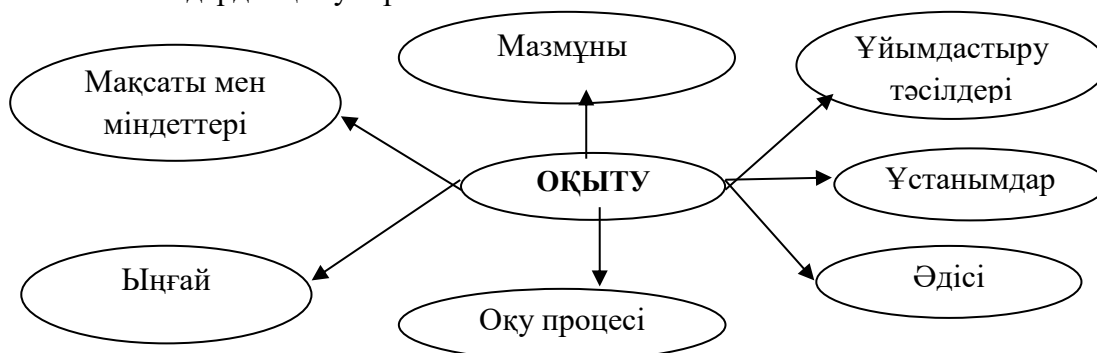 Мазмұны
Ұйымдастыру
тәсілдері
Мақсаты мен
міндеттері
ОҚЫТУ
Ұстанымдар
Ыңғай
Әдісі
Оқу процесі